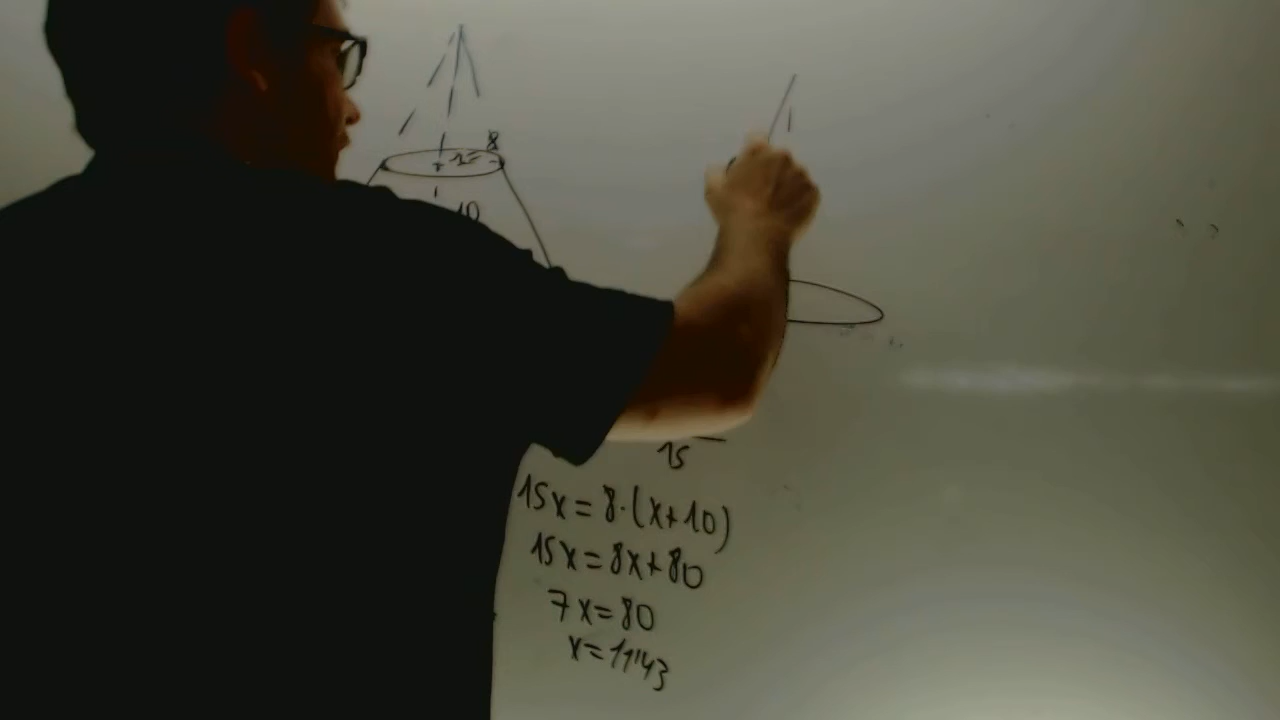 8
r=
10
15
15x = 8·(x+10)
15x = 8x+80
7x = 80
x = 11'43